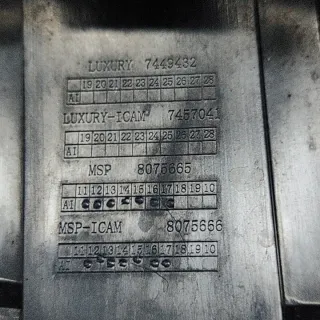 LUXURY 7449432
19 20 21 22 23 24 25 26 27 28
AI
LUXURY-ICAM 7457041
19 20 21 22 23 24 25 26 27 28
AI
MSP 8075665
11 12 13 14 15 16 17 18 19 10
AI
MSP-ICAM 8075666
11 12 13 14 15 16 17 18 19 10
AI